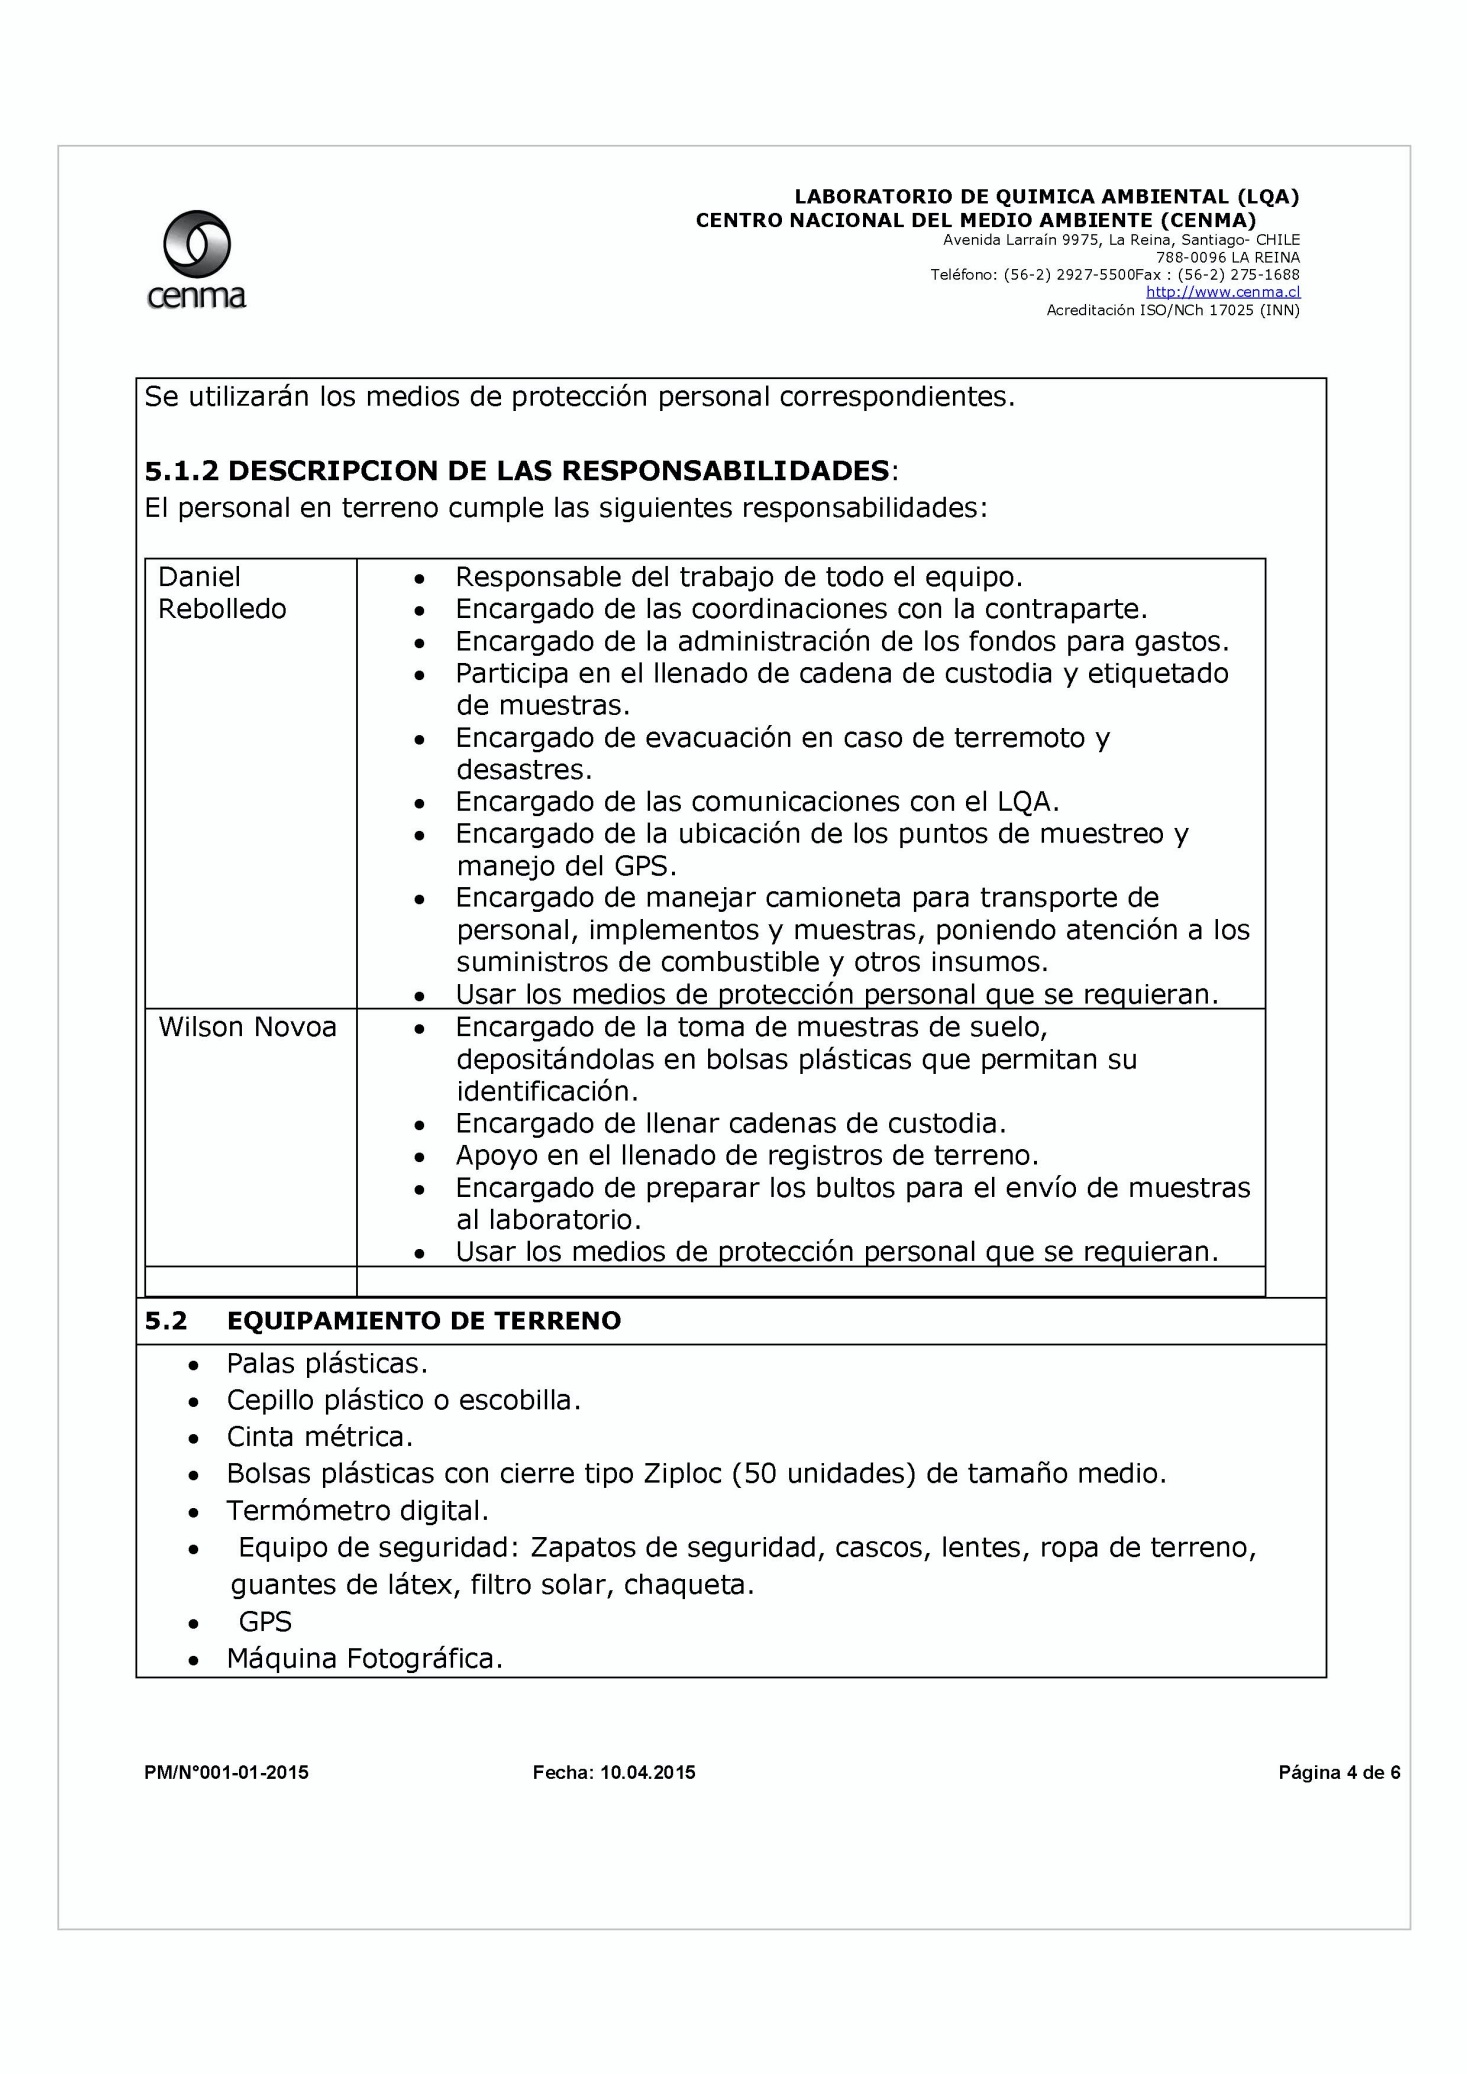 LABORATORIO DE QUIMICA AMBIENTAL (LQA)
CENTRO NACIONAL DEL MEDIO AMBIENTE (CENMA)
Avenida Larraín 9975, La Reina, Santiago- CHILE
788-0096 LA REINA
Teléfono: (56-2) 2927-5500Fax : (56-2) 275-1688
http://www.cenma.cl
Acreditación ISO/NCh 17025 (INN)
cenma
Se utilizarán los medios de protección personal correspondientes.
5.1.2 DESCRIPCION DE LAS RESPONSABILIDADES:
El personal en terreno cumple las siguientes responsabilidades:
Daniel
Rebolledo
• Responsable del trabajo de todo el equipo.
• Encargado de las coordinaciones con la contraparte.
• Encargado de la administración de los fondos para gastos.
• Participa en el llenado de cadena de custodia y etiquetado
de muestras.
• Encargado de evacuación en caso de terremoto y
desastres.
• Encargado de las comunicaciones con el LQA.
• Encargado de la ubicación de los puntos de muestreo y
manejo del GPS.
• Encargado de manejar camioneta para transporte de
personal, implementos y muestras, poniendo atención a los
suministros de combustible y otros insumos.
• Usar los medios de protección personal que se requieran.
Wilson Novoa
• Encargado de la toma de muestras de suelo,
depositándolas en bolsas plásticas que permitan su
identificación.
• Encargado de llenar cadenas de custodia.
• Apoyo en el llenado de registros de terreno.
• Encargado de preparar los bultos para el envío de muestras
al laboratorio.
• Usar los medios de protección personal que se requieran.
5.2 EQUIPAMIENTO DE TERRENO
• Palas plásticas.
• Cepillo plástico o escobilla.
• Cinta métrica.
• Bolsas plásticas con cierre tipo Ziploc (50 unidades) de tamaño medio.
• Termómetro digital.
• Equipo de seguridad: Zapatos de seguridad, cascos, lentes, ropa de terreno,
guantes de látex, filtro solar, chaqueta.
• GPS
• Máquina Fotográfica.
PM/N°001-01-2015 Fecha: 10.04.2015 Página 4 de 6